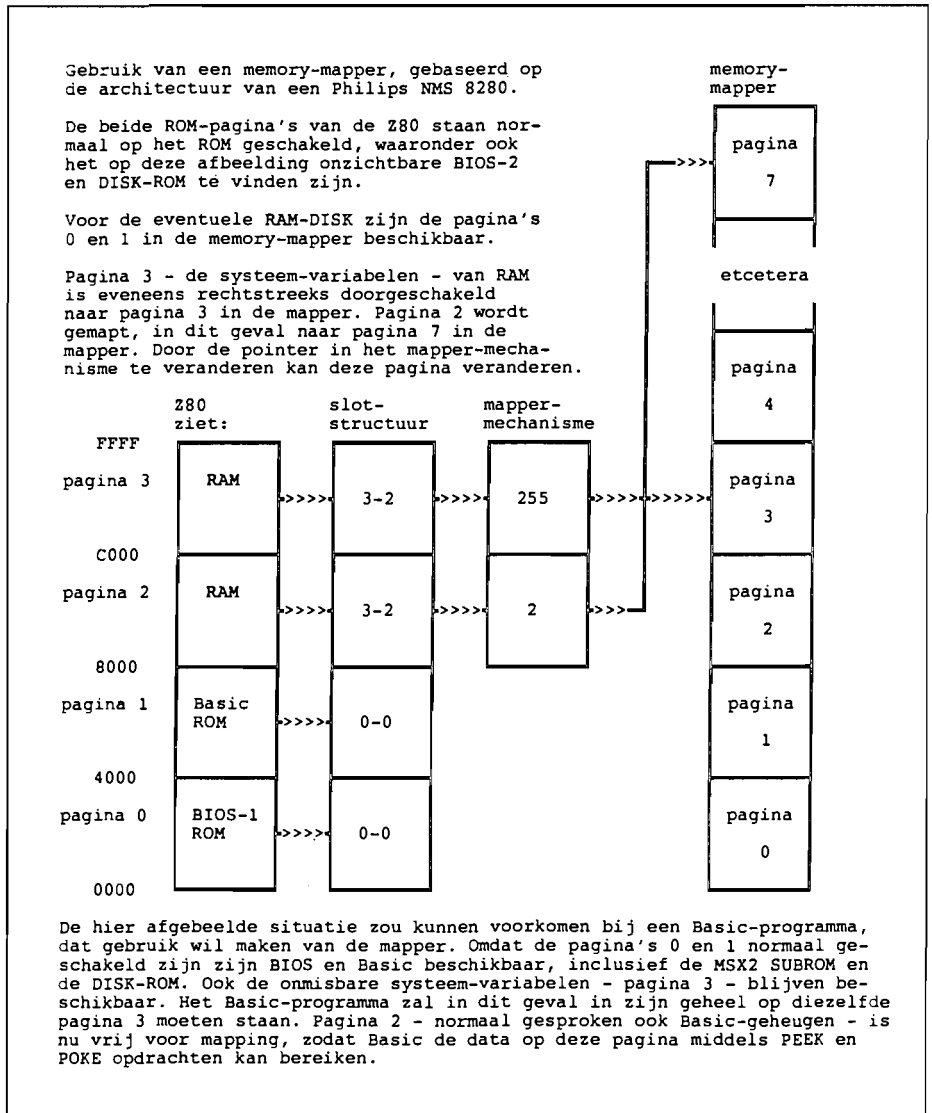 Gebruik van een memory-mapper, gebaseerd op
de architectuur van een Philips NMS 8280.
De beide ROM-pagina's van de Z80 staan nor-
maal op het ROM geschakeld, waaronder ook
het op deze afbeelding onzichtbare BIOS-2
en DISK-ROM te vinden zijn.
Voor de eventuele RAM-DISK zijn de pagina's
0 en 1 in de memory-mapper beschikbaar.
Pagina 3 - de systeem-variabelen - van RAM
is eveneens rechtstreeks doorgeschakeld
naar pagina 3 in de mapper. Pagina 2 wordt
gemapt, in dit geval naar pagina 7 in de
mapper. Door de pointer in het mapper-mecha-
nisme te veranderen kan deze pagina veranderen.
memory-
mapper
pagina
7
>>>
etcetera
pagina
4
pagina
3
pagina
2
pagina
1
pagina
0
Z80
ziet:
slot-
structuur
mapper-
mechanisme
FFFF
pagina 3
RAM
>>>>
3-2
>>>>
255
>>>>>>>>>>
C000
pagina 2
RAM
>>>>
3-2
>>>>
2
>>>
8000
pagina 1
Basic
ROM
>>>>
0-0
4000
pagina 0
BIOS-1
ROM
>>>>
0-0
0000
De hier afgebeelde situatie zou kunnen voorkomen bij een Basic-programma,
dat gebruik wil maken van de mapper. Omdat de pagina's 0 en 1 normaal ge-
schakeld zijn zijn BIOS en Basic beschikbaar, inclusief de MSX2 SUBROM en
de DISK-ROM. Ook de onmisbare systeem-variabelen - pagina 3 - blijven be-
schikbaar. Het Basic-programma zal in dit geval in zijn geheel op diezelfde
pagina 3 moeten staan. Pagina 2 - normaal gesproken ook Basic-geheugen - is
nu vrij voor mapping, zodat Basic de data op deze pagina middels PEEK en
POKE opdrachten kan bereiken.